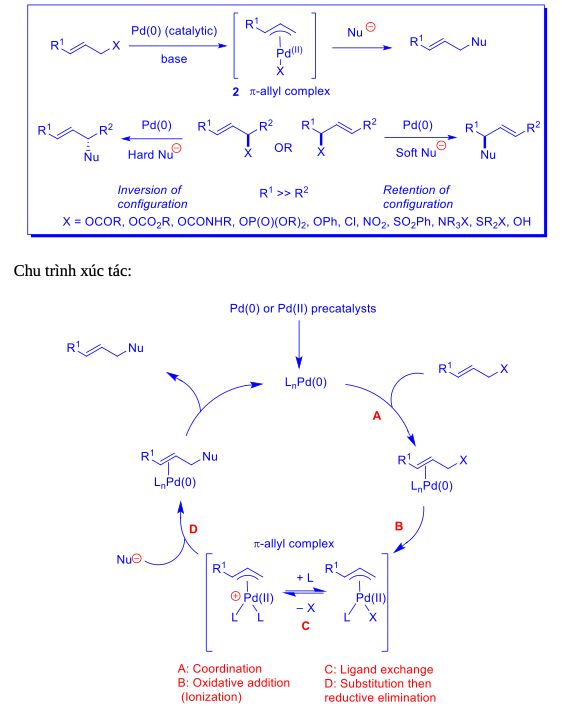 R1 X Pd(0) (catalytic) base R1 Pd(II) X Nu⊖ R1 Nu
2 π-allyl complex
R1 R2 Nu Pd(0) Hard Nu⊖ R1 R2 X OR R1 R2 X Pd(0) Soft Nu⊖ R1 R2 Nu
Inversion of configuration R1 >> R2 Retention of configuration
X = OCOR, OCO2R, OCONHR, OP(O)(OR)2, OPh, Cl, NO2, SO2Ph, NR3X, SR2X, OH
Chu trình xúc tác:
Pd(0) or Pd(II) precatalysts
R1 Nu
LnPd(0)
R1 X
A
R1 Nu
LnPd(0)
R1 X
LnPd(0)
D
B
Nu⊖
π-allyl complex
R1 ⊕ Pd(II) L L
+ L
– X
C
R1 Pd(II) L X
A: Coordination
B: Oxidative addition
(Ionization)
C: Ligand exchange
D: Substitution then
reductive elimination